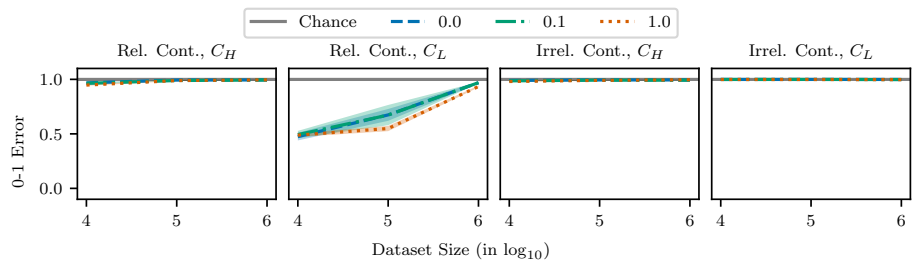 Chance 0.0 0.1 1.0
Rel. Cont., C_H Rel. Cont., C_L Irrel. Cont., C_H Irrel. Cont., C_L
0-1 Error
1.0
0.5
0.0
4 5 6 4 5 6 4 5 6 4 5 6
Dataset Size (in log₁₀)